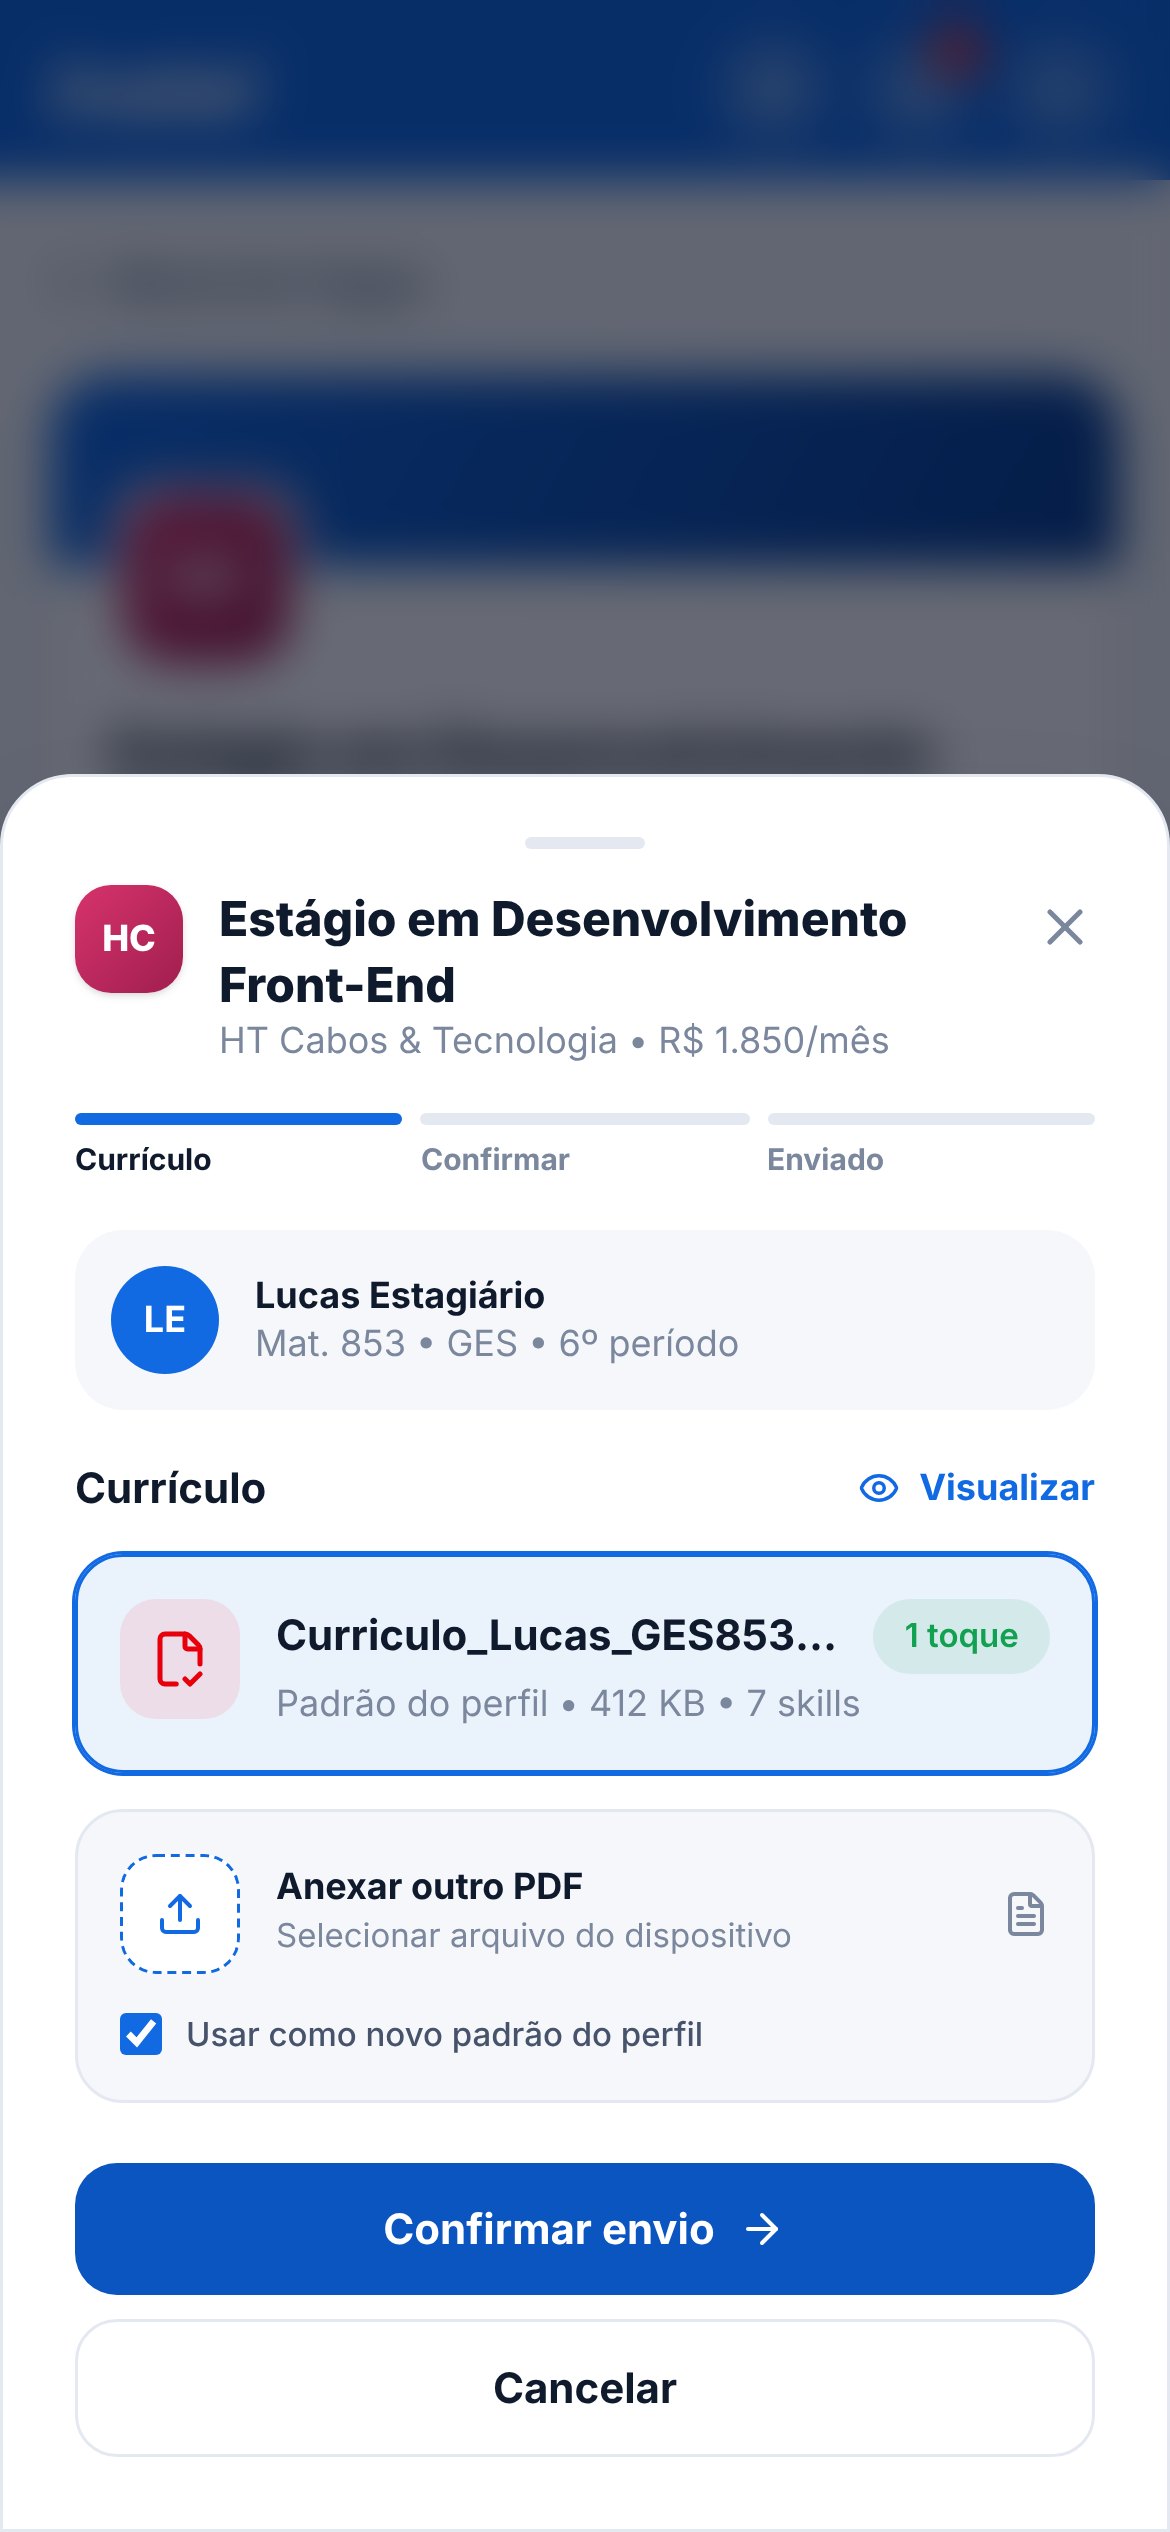 HC
Estágio em Desenvolvimento
Front-End
HT Cabos & Tecnologia • R$ 1.850/mês
Currículo
Confirmar
Enviado
LE
Lucas Estagiário
Mat. 853 • GES • 6º período
Currículo
Visualizar
Curriculo_Lucas_GES853...
1 toque
Padrão do perfil • 412 KB • 7 skills
Anexar outro PDF
Selecionar arquivo do dispositivo
Usar como novo padrão do perfil
Confirmar envio
Cancelar